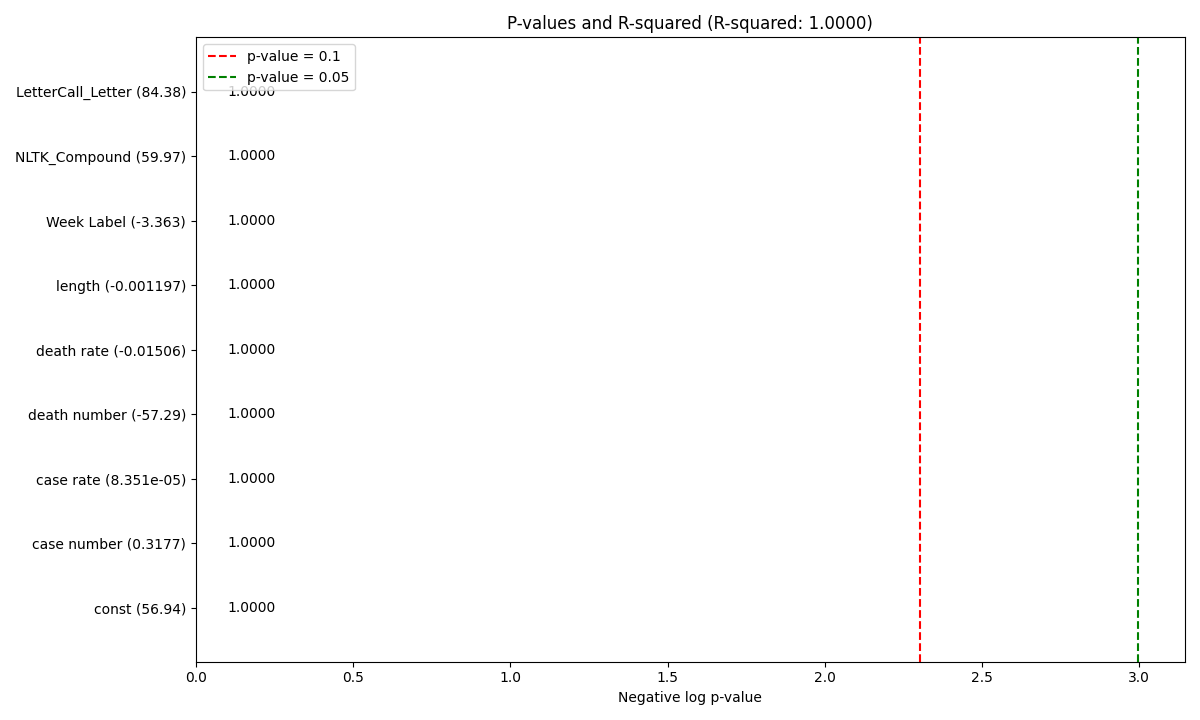 P-values and R-squared (R-squared: 1.0000)
p-value = 0.1
p-value = 0.05
LetterCall_Letter (84.38) 1.0000
NLTK_Compound (59.97) 1.0000
Week Label (-3.363) 1.0000
length (-0.001197) 1.0000
death rate (-0.01506) 1.0000
death number (-57.29) 1.0000
case rate (8.351e-05) 1.0000
case number (0.3177) 1.0000
const (56.94) 1.0000
0.0 0.5 1.0 1.5 2.0 2.5 3.0
Negative log p-value